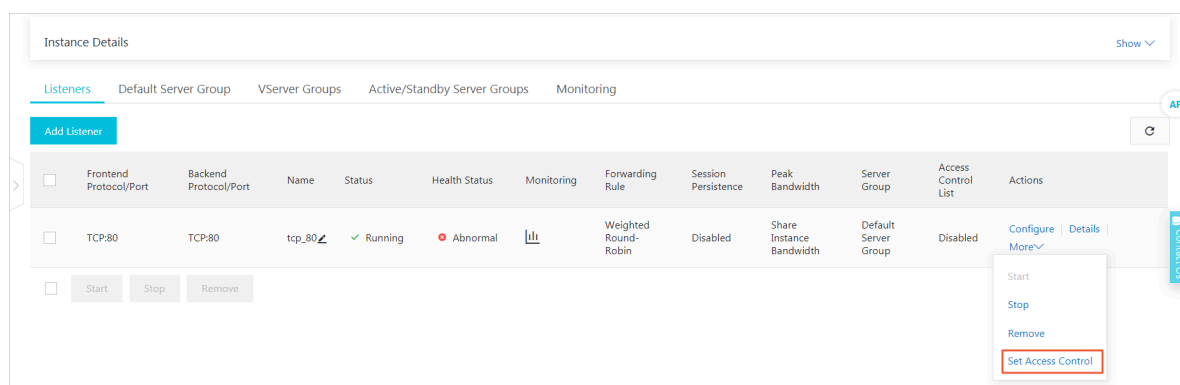 Instance Details
Show
Listeners Default Server Group VServer Groups Active/Standby Server Groups Monitoring
Add Listener
Frontend Protocol/Port Backend Protocol/Port Name Status Health Status Monitoring Forwarding Rule Session Persistence Peak Bandwidth Server Group Access Control List Actions
TCP:80 TCP:80 tcp_80 Running Abnormal Weighted Round-Robin Disabled Share Instance Bandwidth Default Server Group Disabled Configure | Details |
More
Start Stop Remove
Start
Stop
Remove
Set Access Control
Contact Us